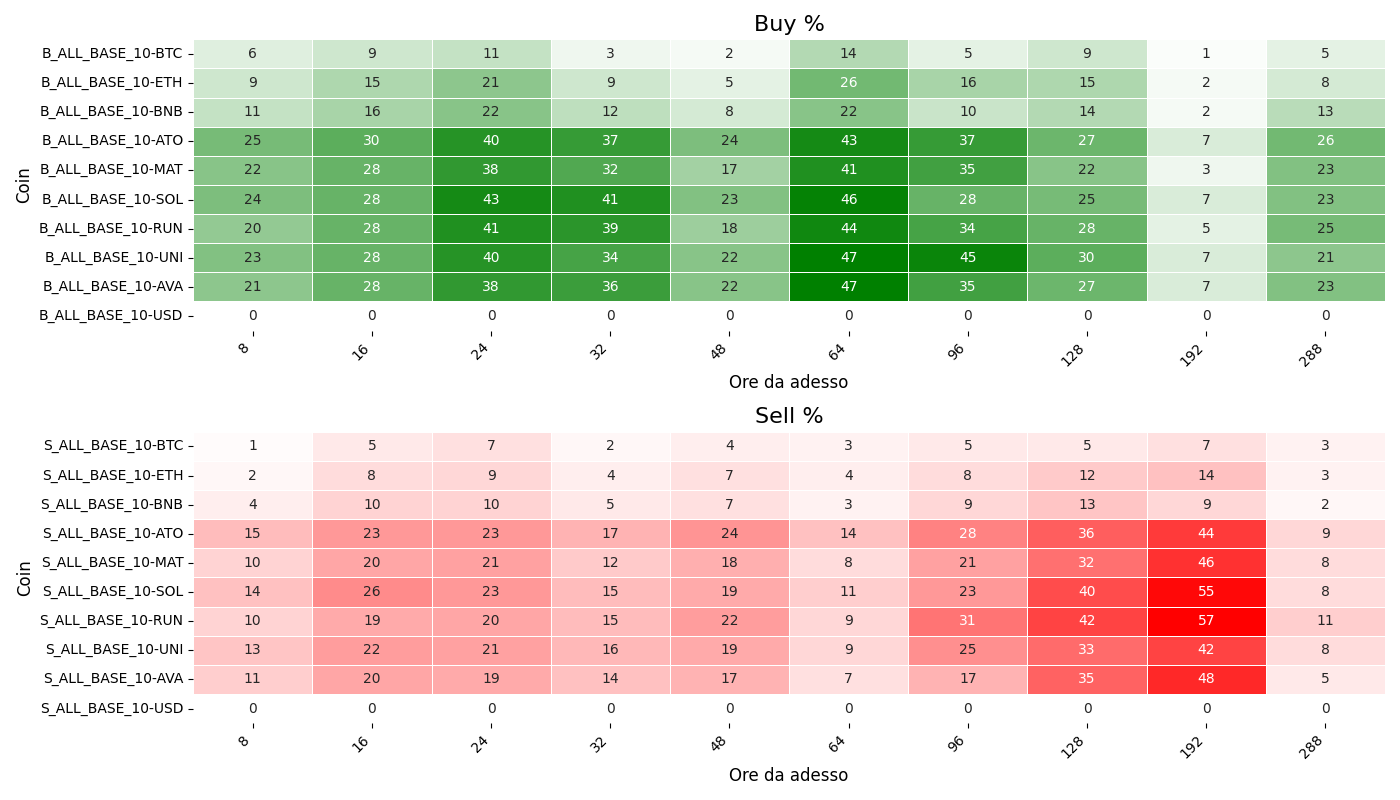 Buy %
Coin
B_ALL_BASE_10-BTC 6 9 11 3 2 14 5 9 1 5
B_ALL_BASE_10-ETH 9 15 21 9 5 26 16 15 2 8
B_ALL_BASE_10-BNB 11 16 22 12 8 22 10 14 2 13
B_ALL_BASE_10-ATO 25 30 40 37 24 43 37 27 7 26
B_ALL_BASE_10-MAT 22 28 38 32 17 41 35 22 3 23
B_ALL_BASE_10-SOL 24 28 43 41 23 46 28 25 7 23
B_ALL_BASE_10-RUN 20 28 41 39 18 44 34 28 5 25
B_ALL_BASE_10-UNI 23 28 40 34 22 47 45 30 7 21
B_ALL_BASE_10-AVA 21 28 38 36 22 47 35 27 7 23
B_ALL_BASE_10-USD 0 0 0 0 0 0 0 0 0 0
8 16 24 32 48 64 96 128 192 288
Ore da adesso
Sell %
Coin
S_ALL_BASE_10-BTC 1 5 7 2 4 3 5 5 7 3
S_ALL_BASE_10-ETH 2 8 9 4 7 4 8 12 14 3
S_ALL_BASE_10-BNB 4 10 10 5 7 3 9 13 9 2
S_ALL_BASE_10-ATO 15 23 23 17 24 14 28 36 44 9
S_ALL_BASE_10-MAT 10 20 21 12 18 8 21 32 46 8
S_ALL_BASE_10-SOL 14 26 23 15 19 11 23 40 55 8
S_ALL_BASE_10-RUN 10 19 20 15 22 9 31 42 57 11
S_ALL_BASE_10-UNI 13 22 21 16 19 9 25 33 42 8
S_ALL_BASE_10-AVA 11 20 19 14 17 7 17 35 48 5
S_ALL_BASE_10-USD 0 0 0 0 0 0 0 0 0 0
8 16 24 32 48 64 96 128 192 288
Ore da adesso